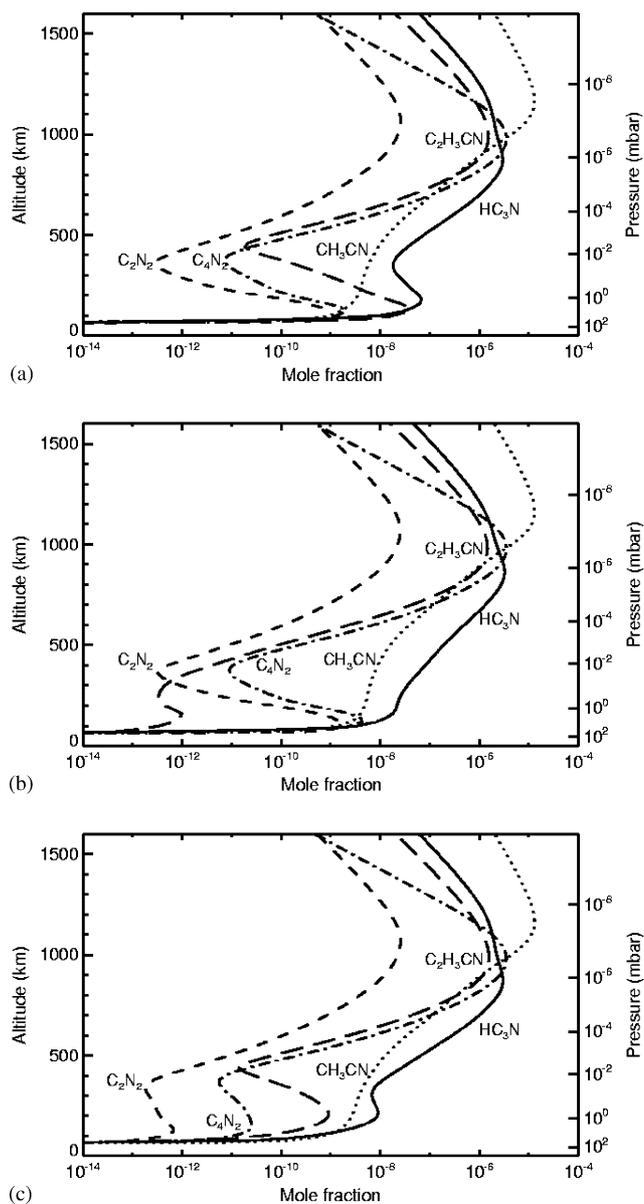 1500
1000
500
0
Altitude (km)
10⁻⁸
10⁻⁶
10⁻⁴
10⁻²
10⁰
10²
Pressure (mbar)
C₂H₃CN
HC₃N
C₂N₂
C₄N₂
CH₃CN
10⁻¹⁴ 10⁻¹² 10⁻¹⁰ 10⁻⁸ 10⁻⁶ 10⁻⁴
(a)
Mole fraction
1500
1000
500
0
Altitude (km)
10⁻⁸
10⁻⁶
10⁻⁴
10⁻²
10⁰
10²
Pressure (mbar)
C₂H₃CN
HC₃N
C₂N₂
C₄N₂
CH₃CN
10⁻¹⁴ 10⁻¹² 10⁻¹⁰ 10⁻⁸ 10⁻⁶ 10⁻⁴
(b)
Mole fraction
1500
1000
500
0
Altitude (km)
10⁻⁸
10⁻⁶
10⁻⁴
10⁻²
10⁰
10²
Pressure (mbar)
C₂H₃CN
HC₃N
CH₃CN
C₂N₂
C₄N₂
10⁻¹⁴ 10⁻¹² 10⁻¹⁰ 10⁻⁸ 10⁻⁶ 10⁻⁴
(c)
Mole fraction